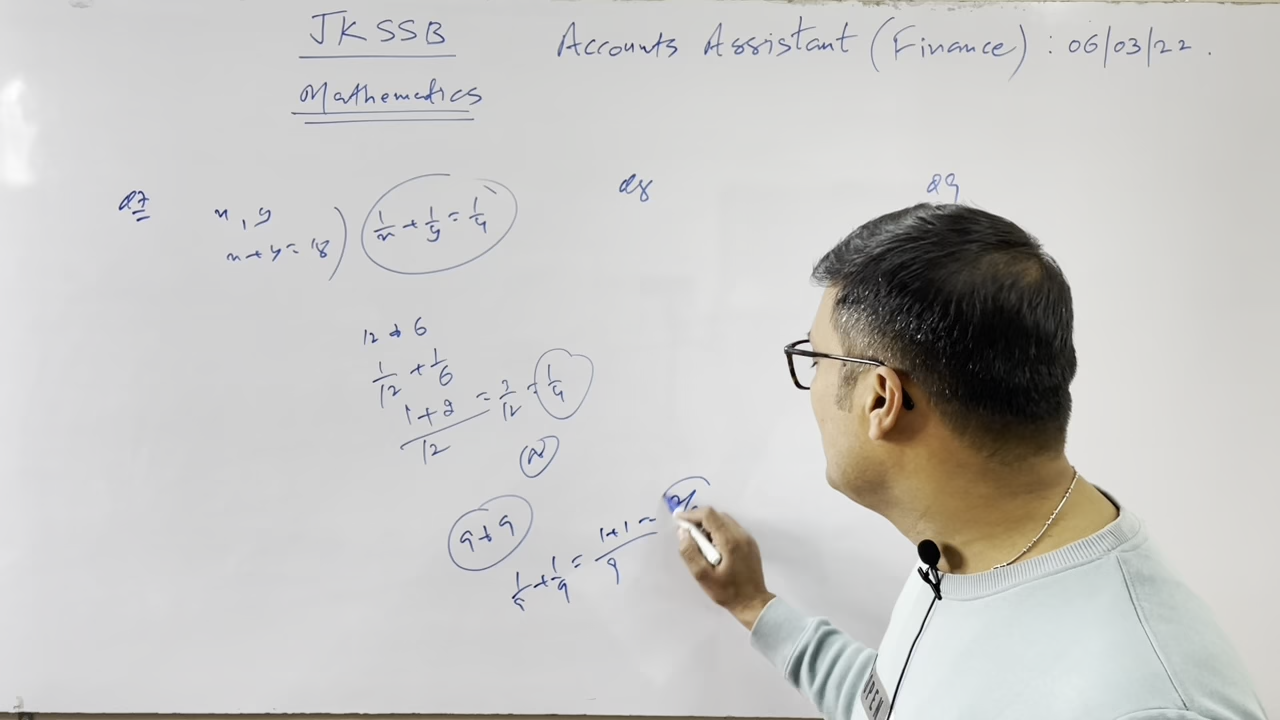 JKSSB
Accounts Assistant (Finance) : 06/03/22.
Mathematics
Q7
x, y
x + y = 18) 1/x + 1/y = 1/4
Q8
Q9
12 & 6
1/12 + 1/6
1+2/12 = 3/12 = 1/4
(A)
9 & 9
1/9 + 1/9 = 1+1/9 =
OPEN